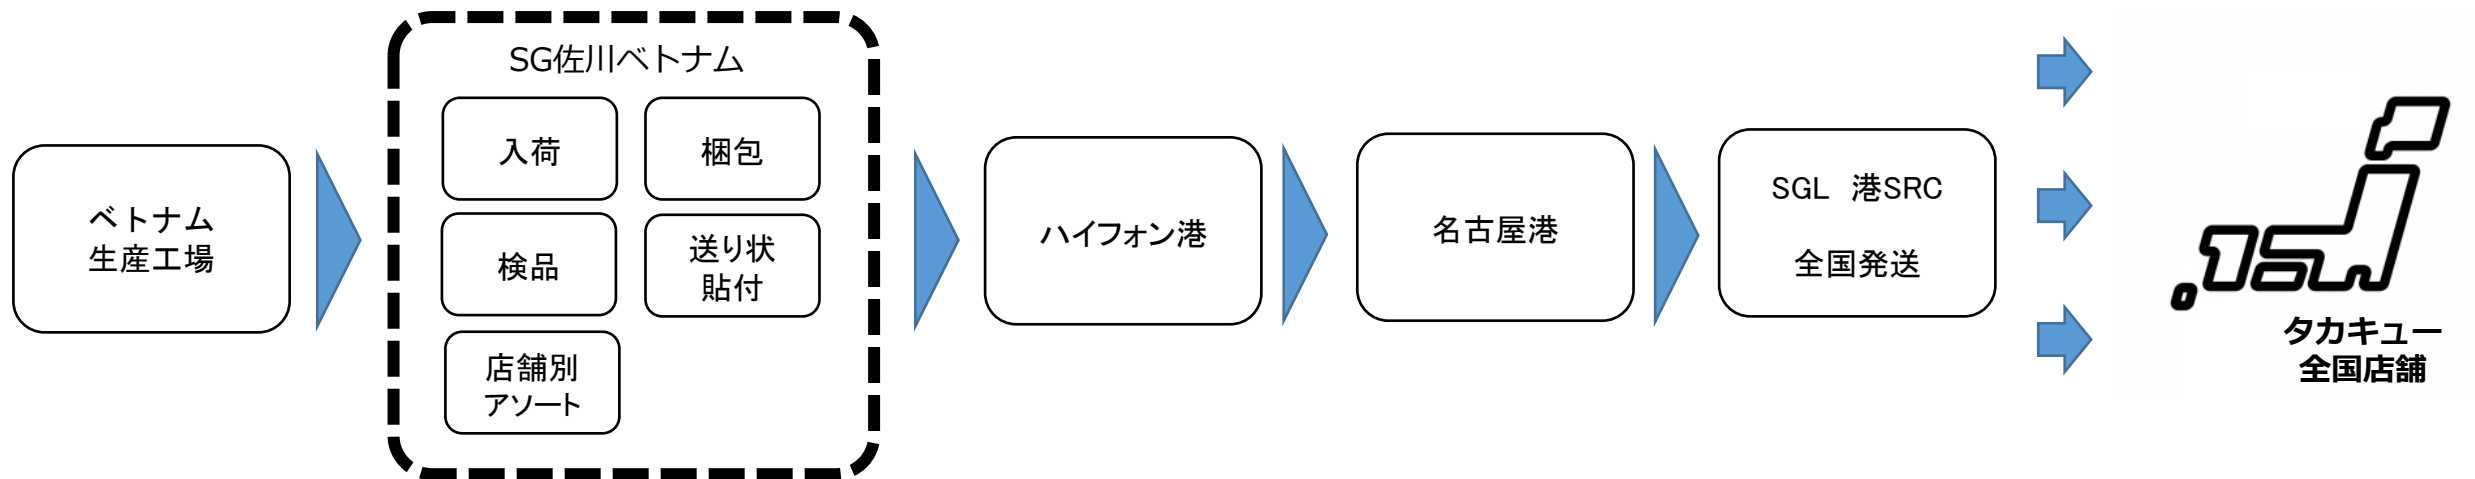 ベトナム
生産工場
SG佐川ベトナム
入荷
梱包
検品
送り状
貼付
店舗別
アソート
ハイフォン港
名古屋港
SGL　港SRC
全国発送
タカキュー
全国店舗